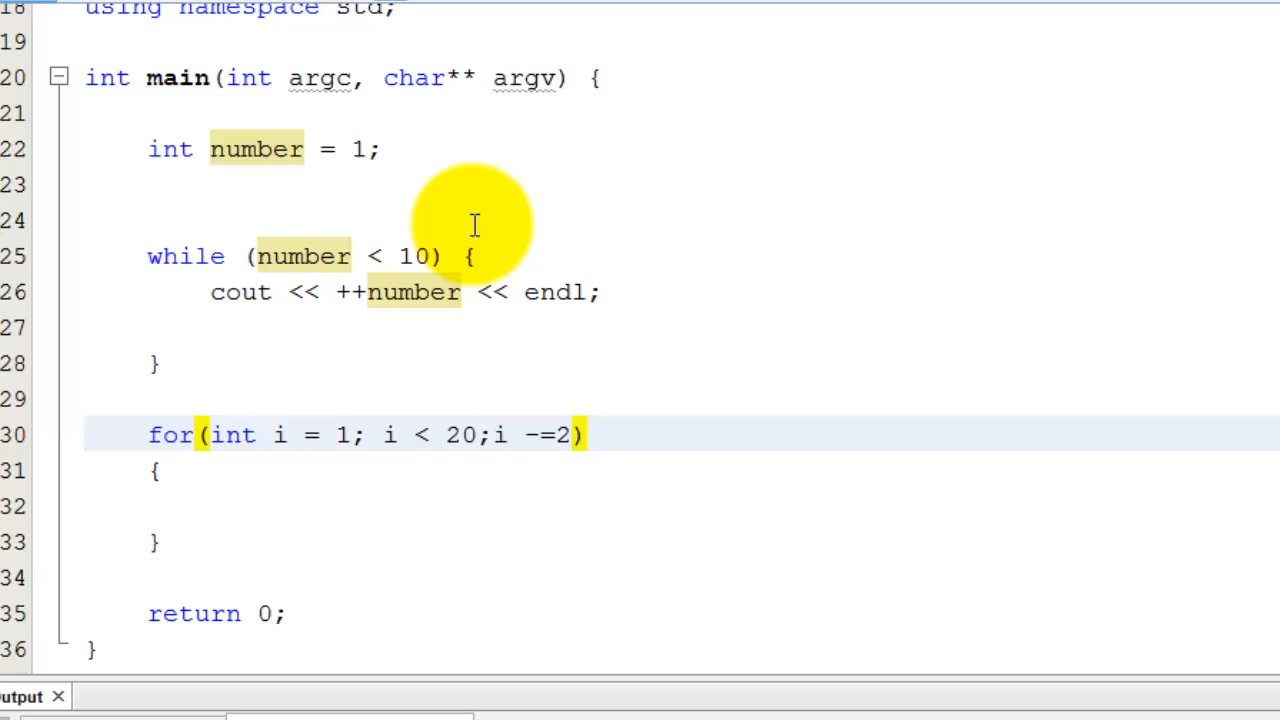 18 using namespace std;
19
20 int main(int argc, char** argv) {
21
22 int number = 1;
23
24
25 while (number < 10) {
26 cout << ++number << endl;
27
28 }
29
30 for(int i = 1; i < 20;i -=2)
31 {
32
33 }
34
35 return 0;
36 }
utput ×